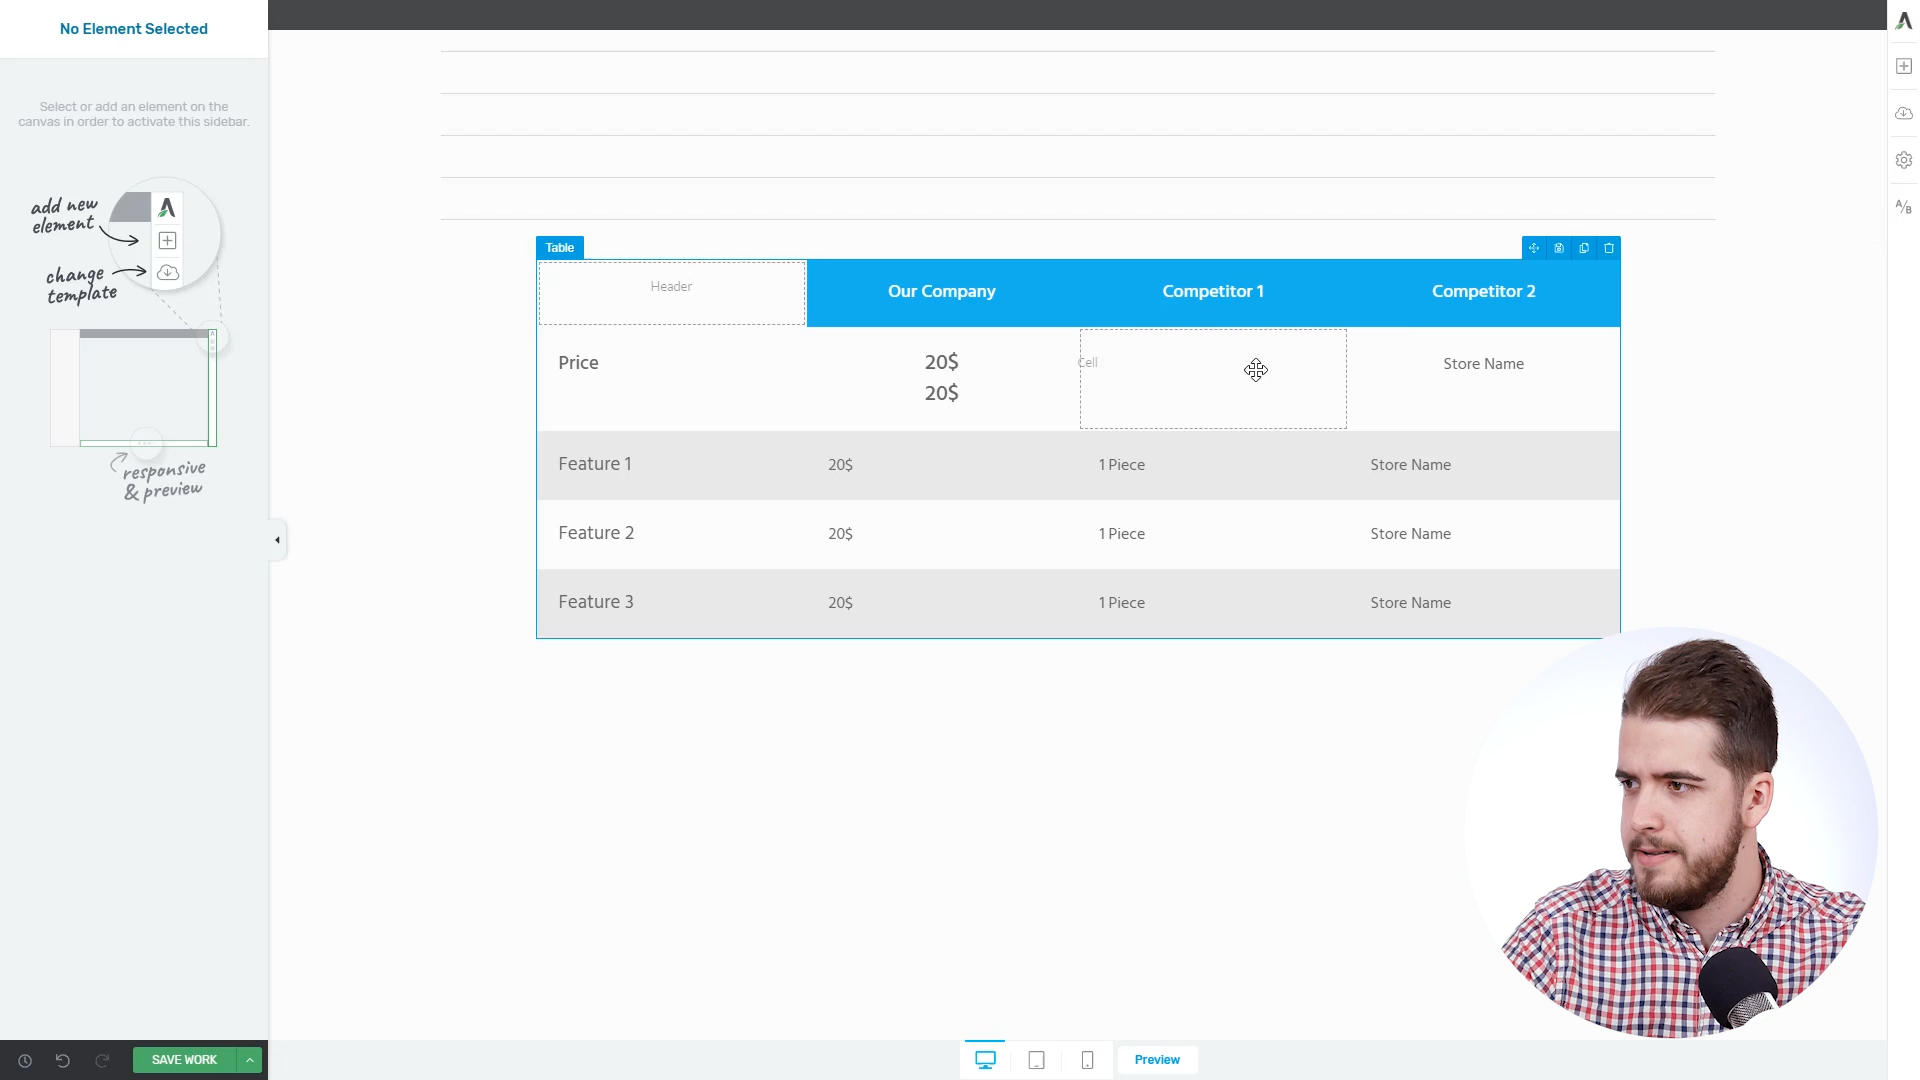 No Element Selected
Select or add an element on the
canvas in order to activate this sidebar.
add new
element
change
template
responsive
& preview
Table
Header
Our Company
Competitor 1
Competitor 2
Price
20$
20$
Cell
Store Name
Feature 1
20$
1 Piece
Store Name
Feature 2
20$
1 Piece
Store Name
Feature 3
20$
1 Piece
Store Name
A/B
SAVE WORK
Preview